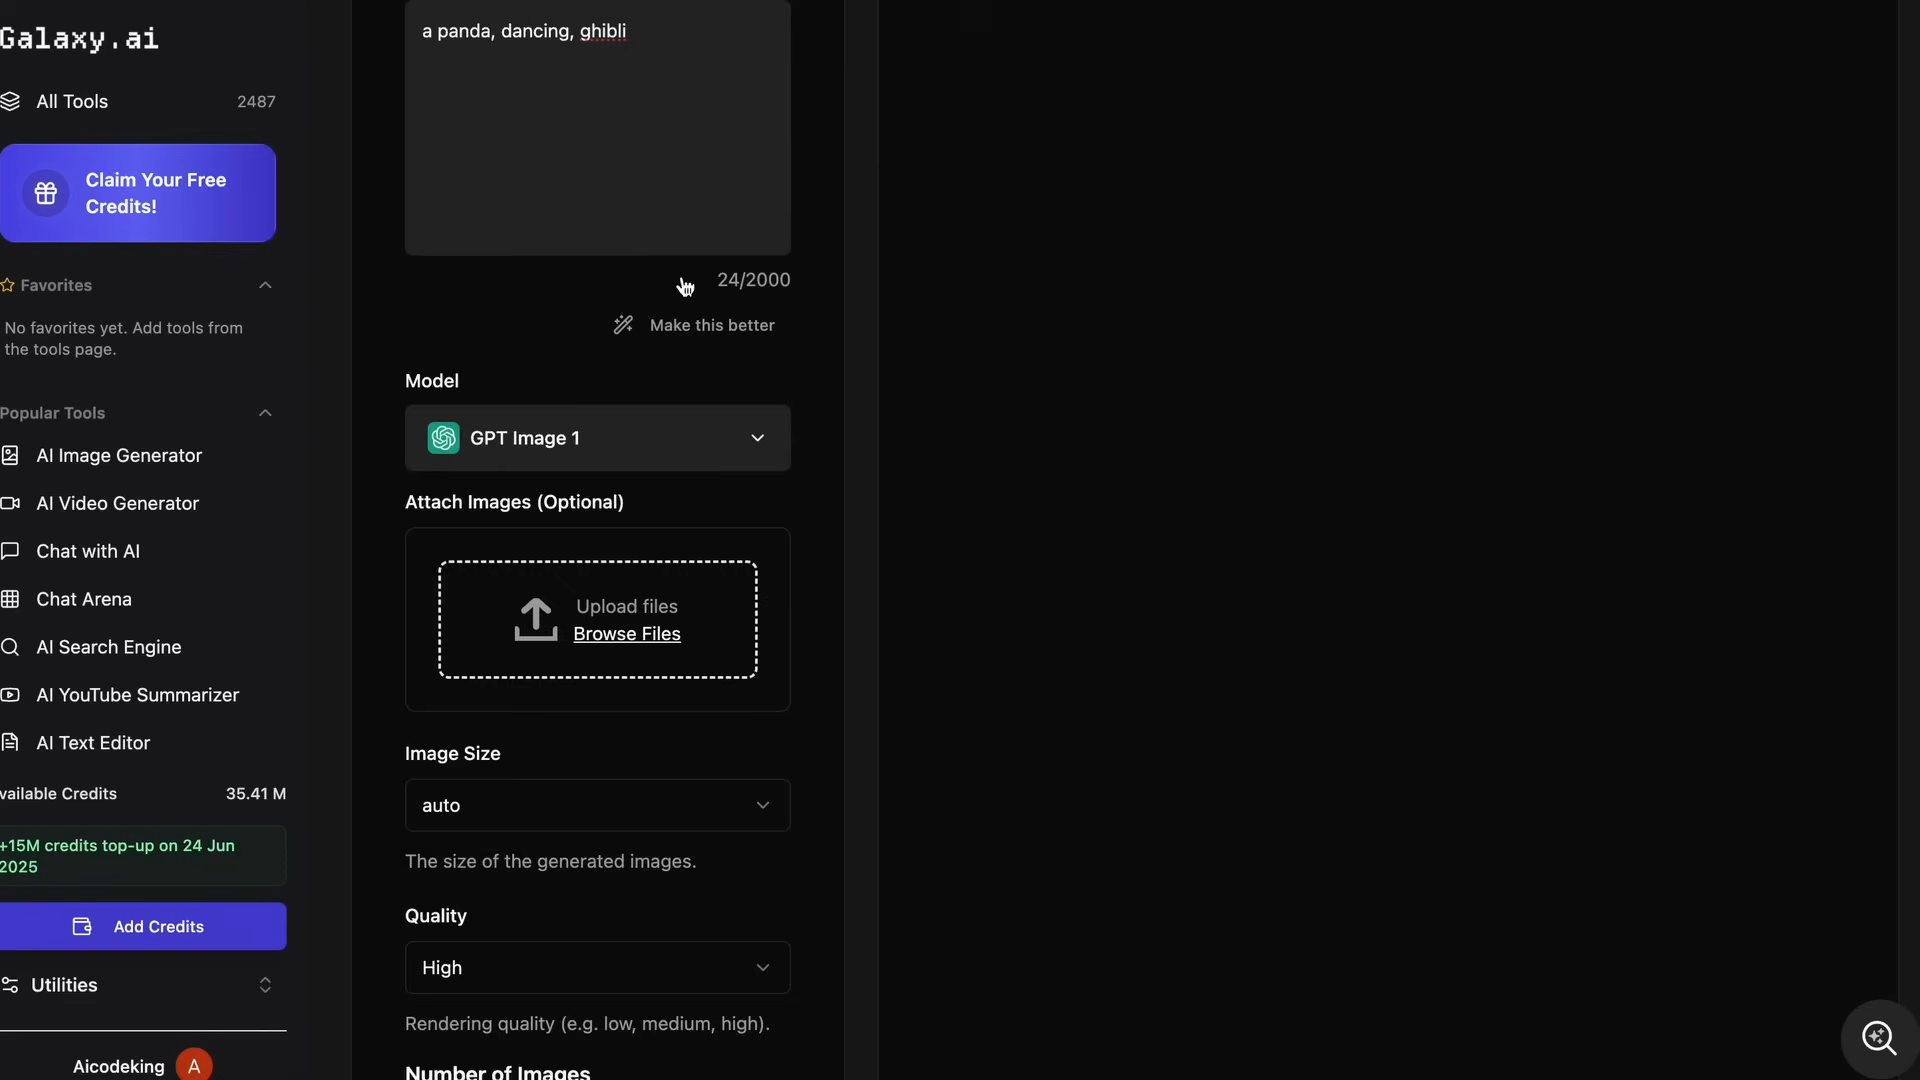 Galaxy.ai
All Tools 2487
Claim Your Free
Credits!
Favorites
No favorites yet. Add tools from
the tools page.
Popular Tools
AI Image Generator
AI Video Generator
Chat with AI
Chat Arena
AI Search Engine
AI YouTube Summarizer
AI Text Editor
vailable Credits 35.41 M
+15M credits top-up on 24 Jun
2025
Add Credits
Utilities
Aicodeking A
a panda, dancing, ghibli
24/2000
Make this better
Model
GPT Image 1
Attach Images (Optional)
Upload files
Browse Files
Image Size
auto
The size of the generated images.
Quality
High
Rendering quality (e.g. low, medium, high).
Number of Images